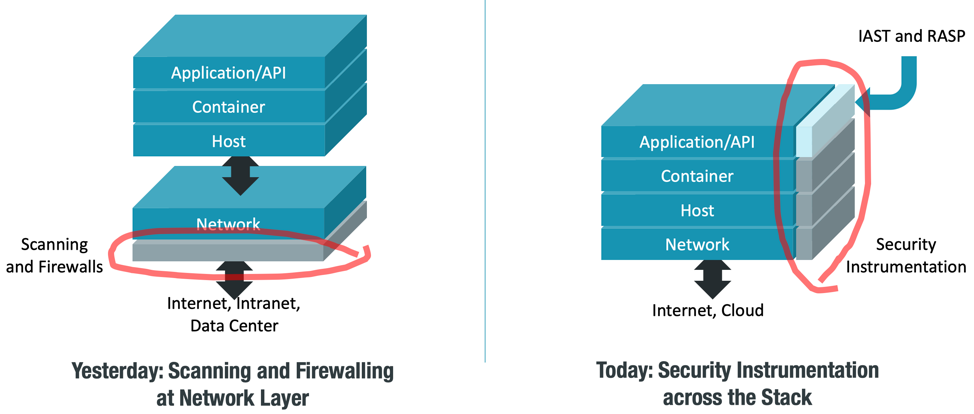 Application/API
Container
Host
Network
Scanning
and Firewalls
Internet, Intranet,
Data Center
Yesterday: Scanning and Firewalling
at Network Layer
IAST and RASP
Application/API
Container
Host
Network
Security
Instrumentation
Internet, Cloud
Today: Security Instrumentation
across the Stack